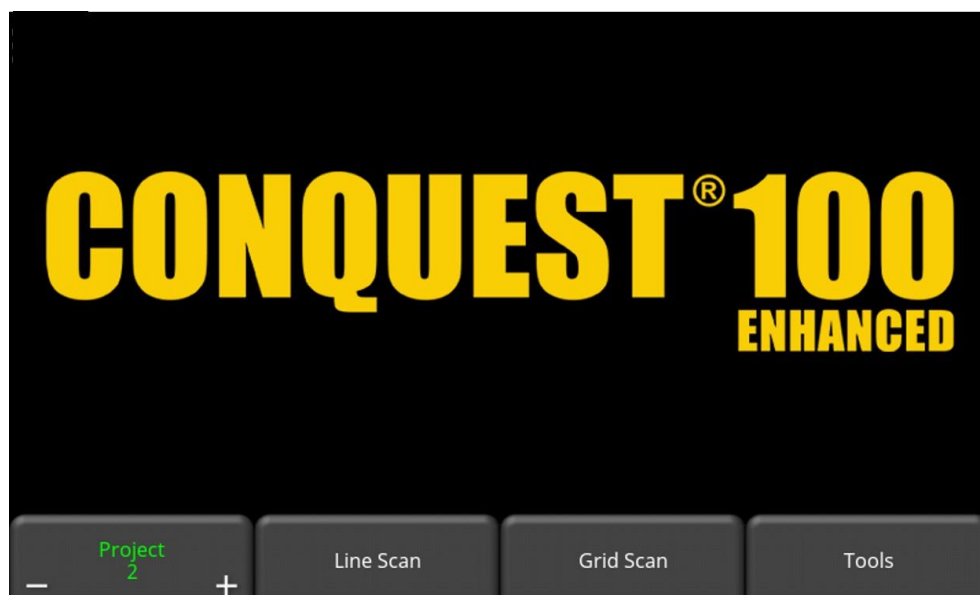 CONQUEST® 100
ENHANCED
Project
2
− +
Line Scan
Grid Scan
Tools